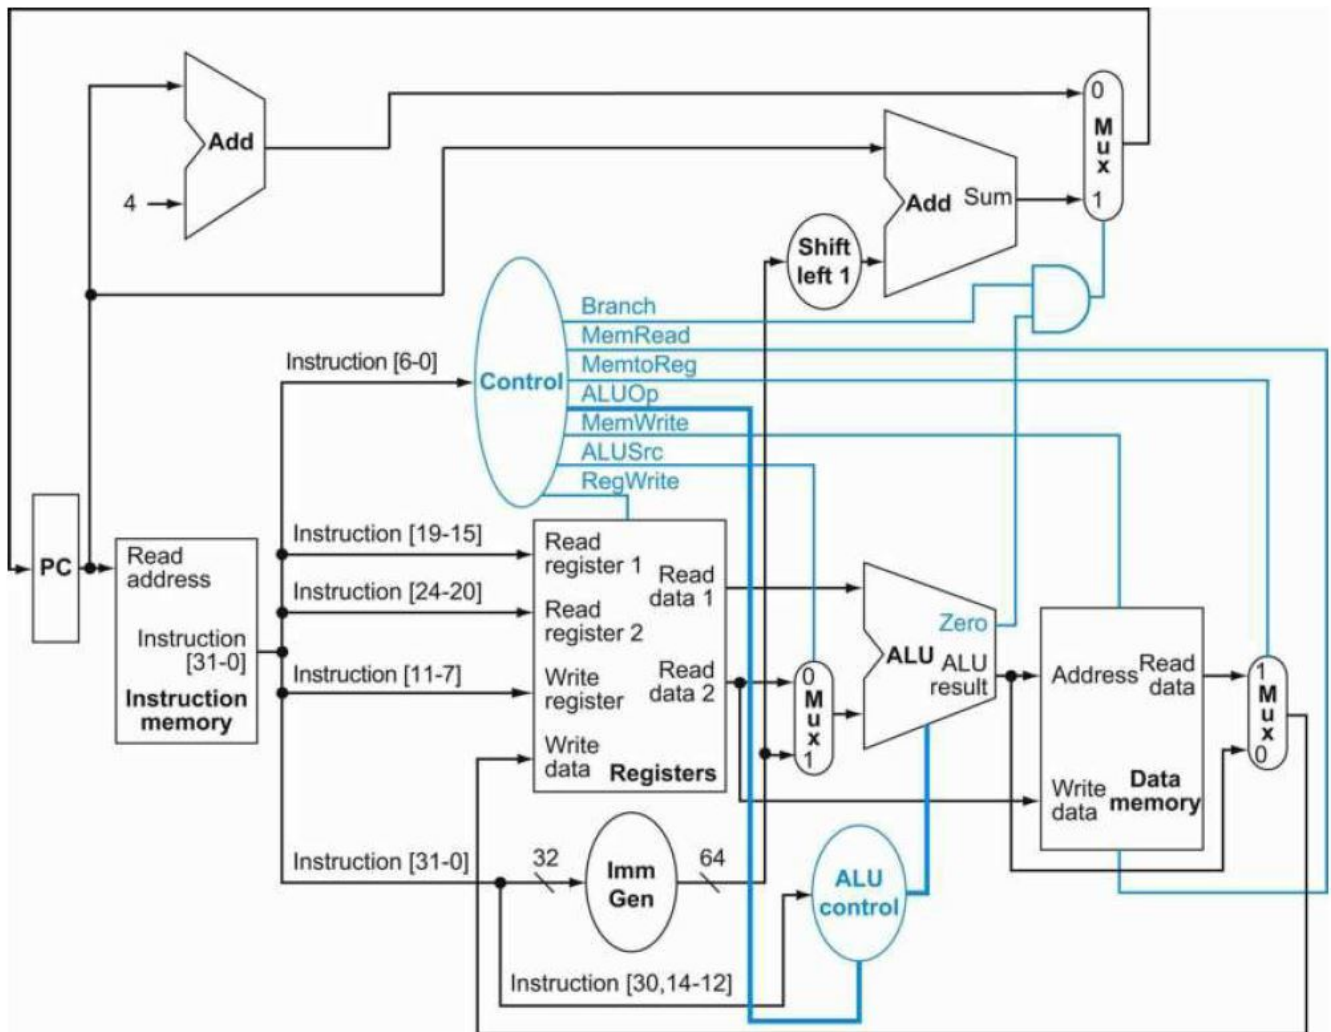 Add
4
Add Sum
0
M
u
x
1
Shift
left 1
Branch
MemRead
MemtoReg
ALUOp
MemWrite
ALUSrc
RegWrite
Control
Instruction [6-0]
Instruction [19-15]
Instruction [24-20]
Instruction [11-7]
Instruction [31-0]
PC
Read
address
Instruction
[31-0]
Instruction
memory
Read
register 1
Read
register 2
Write
register
Write
data
Read
data 1
Read
data 2
Registers
0
M
u
x
1
Zero
ALU
ALU
result
Address
Read
data
Write
data
Data
memory
1
M
u
x
0
32
Imm
Gen
64
ALU
control
Instruction [30,14-12]